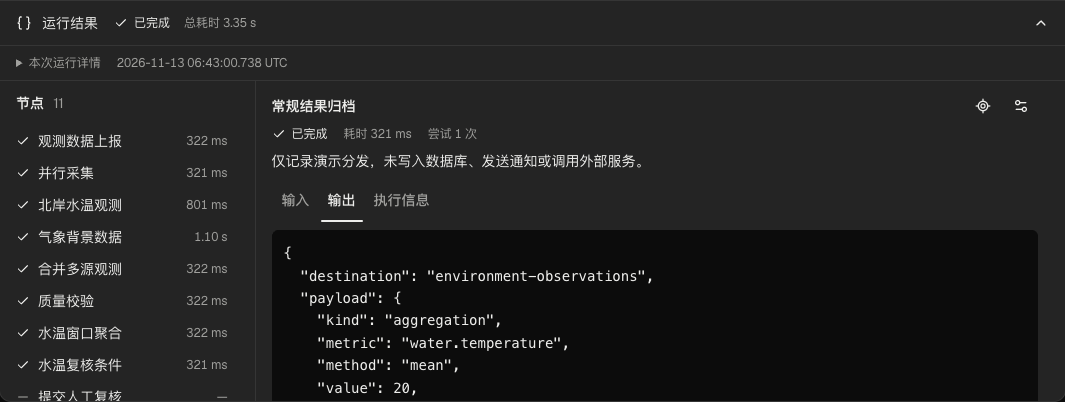 {} 运行结果 已完成 总耗时 3.35 s
本次运行详情 2026-11-13 06:43:00.738 UTC
节点 11
观测数据上报 322 ms
并行采集 321 ms
北岸水温观测 801 ms
气象背景数据 1.10 s
合并多源观测 322 ms
质量校验 322 ms
水温窗口聚合 322 ms
水温复核条件 321 ms
提交人工复核 —
常规结果归档
已完成 耗时 321 ms 尝试 1 次
仅记录演示分发，未写入数据库、发送通知或调用外部服务。
输入 输出 执行信息
{
"destination": "environment-observations",
"payload": {
"kind": "aggregation",
"metric": "water.temperature",
"method": "mean",
"value": 20,